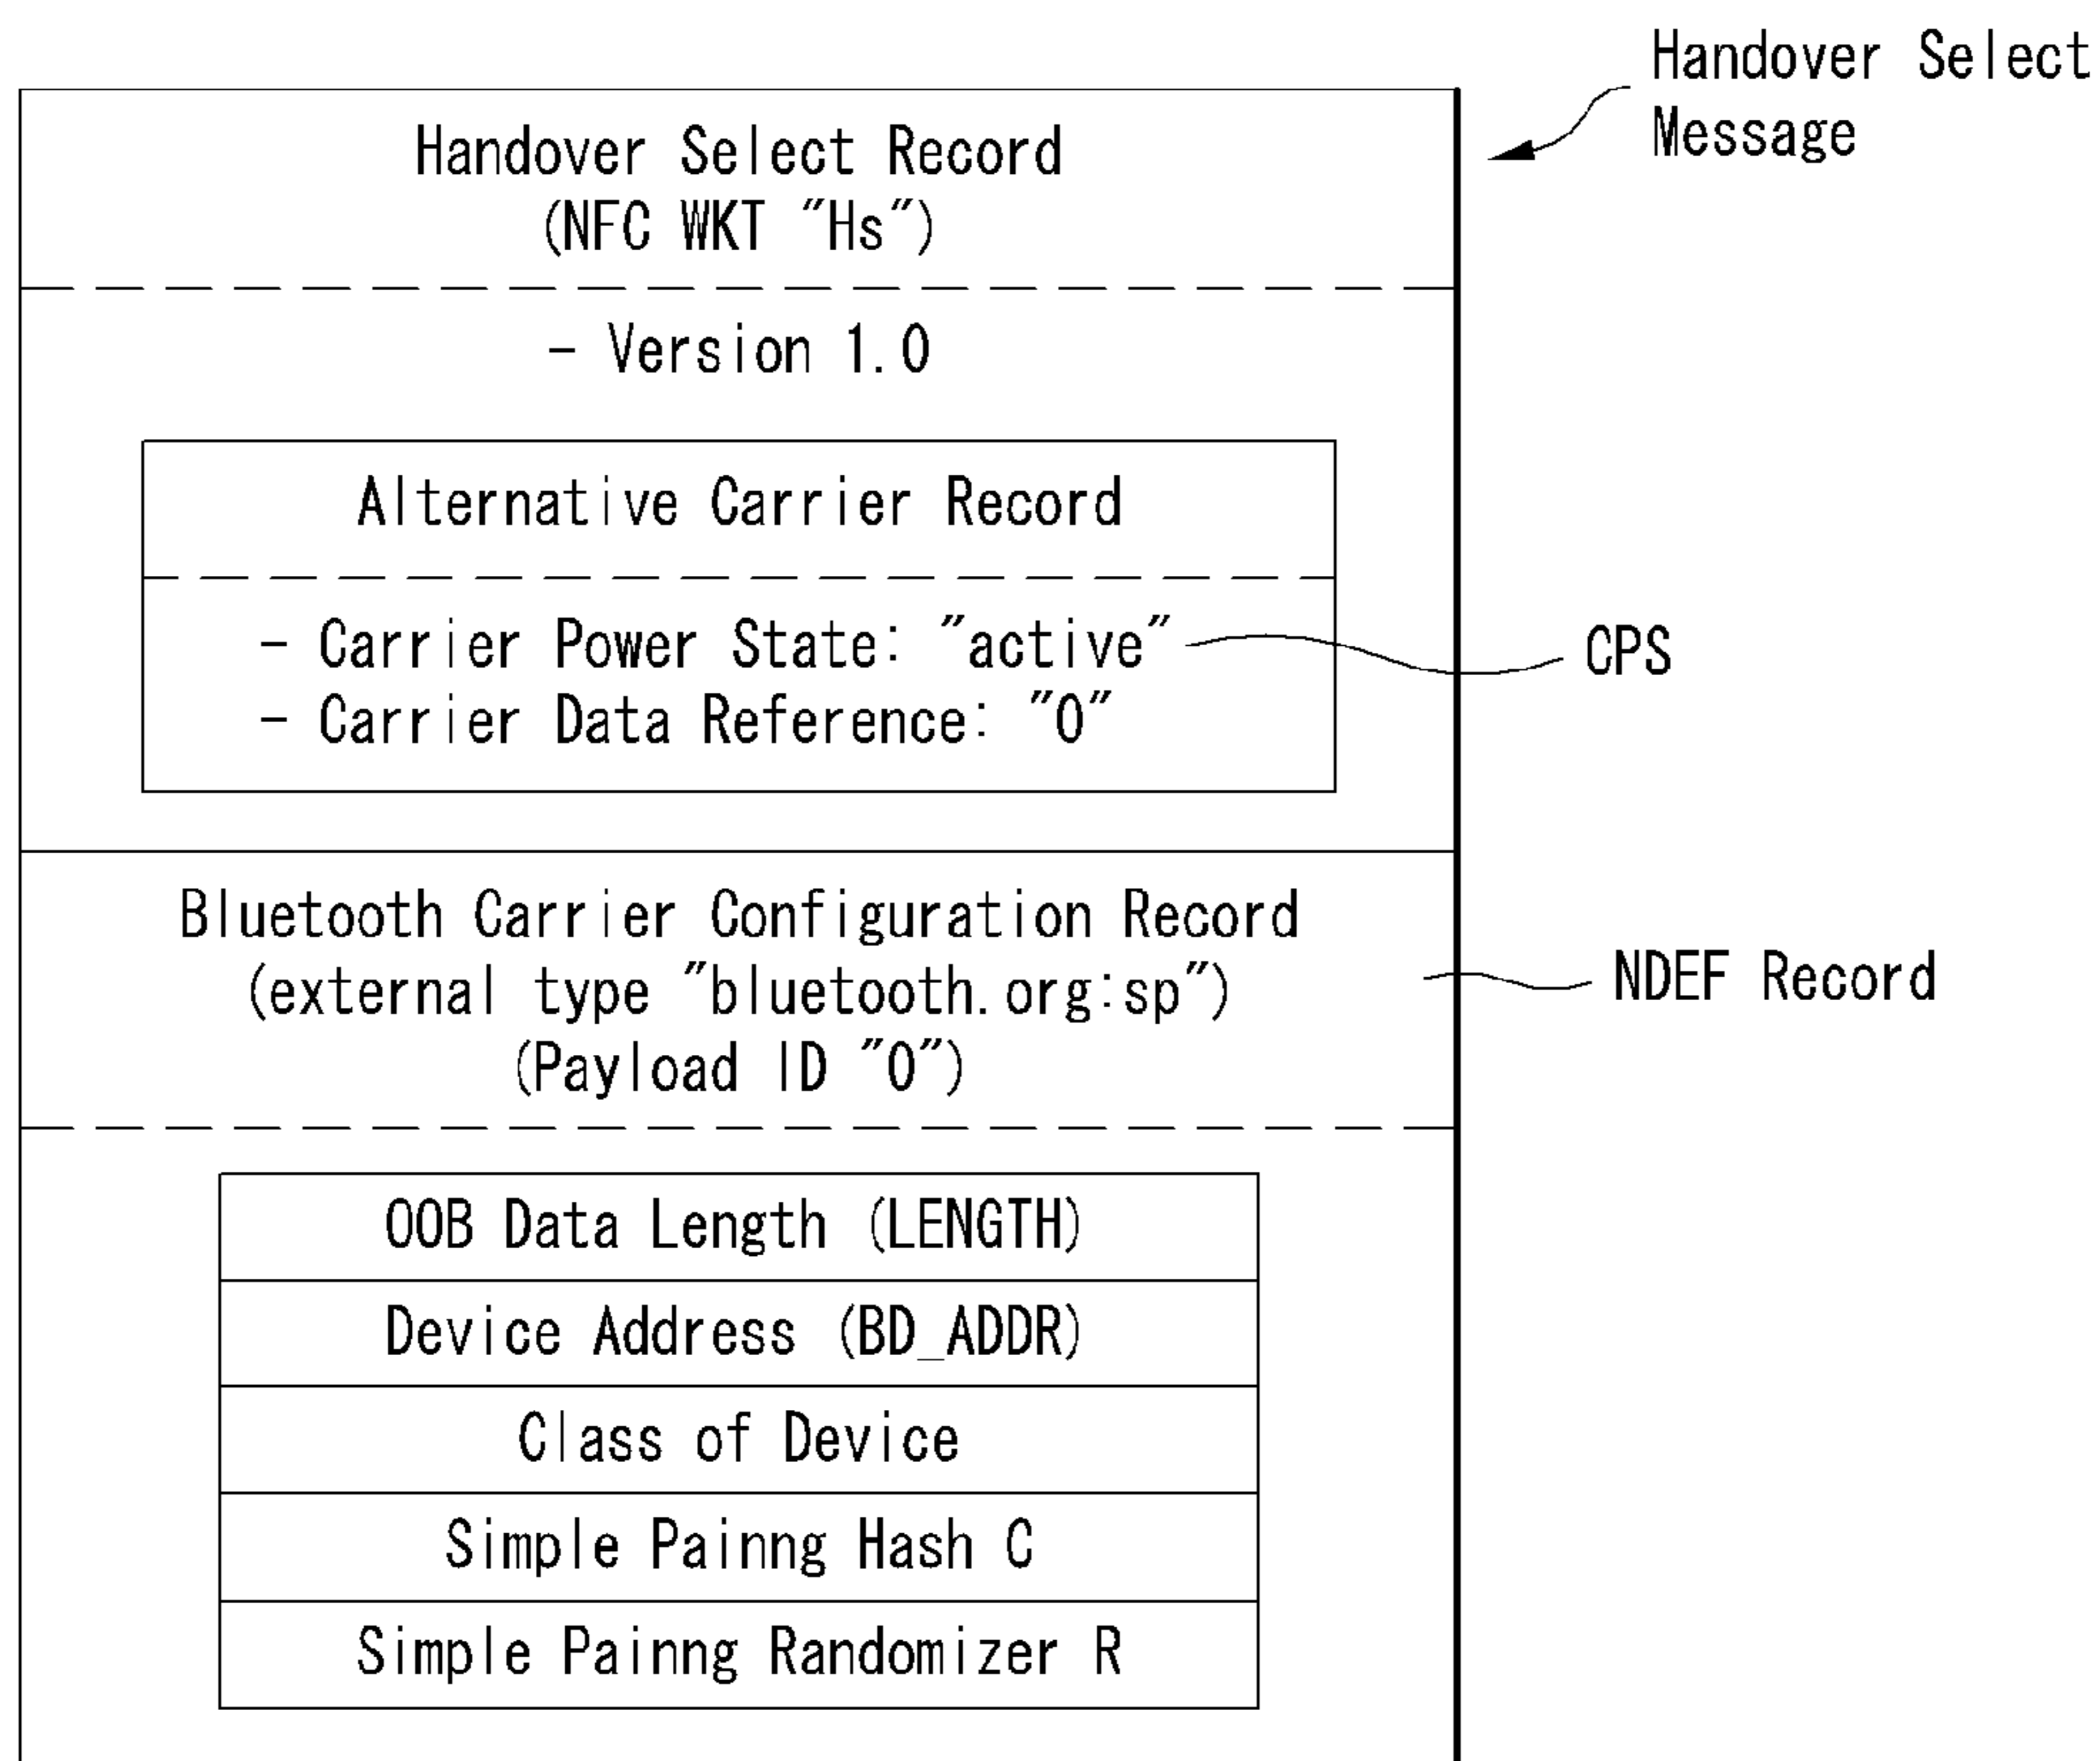 Handover Select
Message
Handover Select Record
(NFC WKT "Hs")
- Version 1.0
Alternative Carrier Record
- Carrier Power State: "active"
- Carrier Data Reference: "0"
CPS
Bluetooth Carrier Configuration Record
(external type "bluetooth.org:sp")
(Payload ID "0")
NDEF Record
OOB Data Length (LENGTH)
Device Address (BD_ADDR)
Class of Device
Simple Painng Hash C
Simple Painng Randomizer R